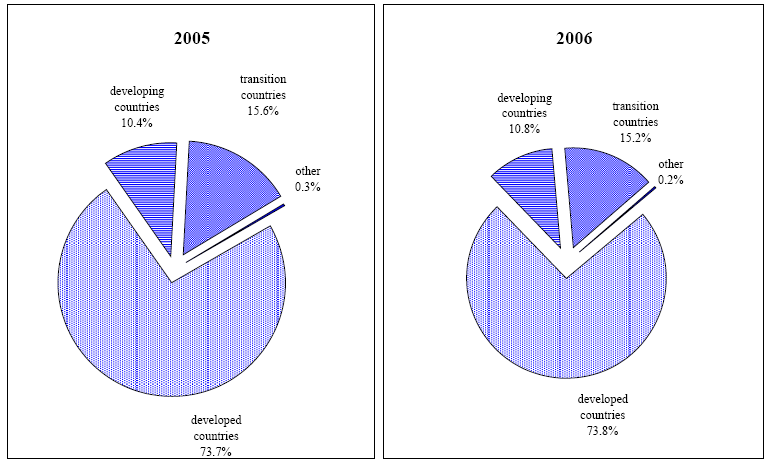 2005
developing
countries
10.4%
transition
countries
15.6%
other
0.3%
developed
countries
73.7%
2006
developing
countries
10.8%
transition
countries
15.2%
other
0.2%
developed
countries
73.8%